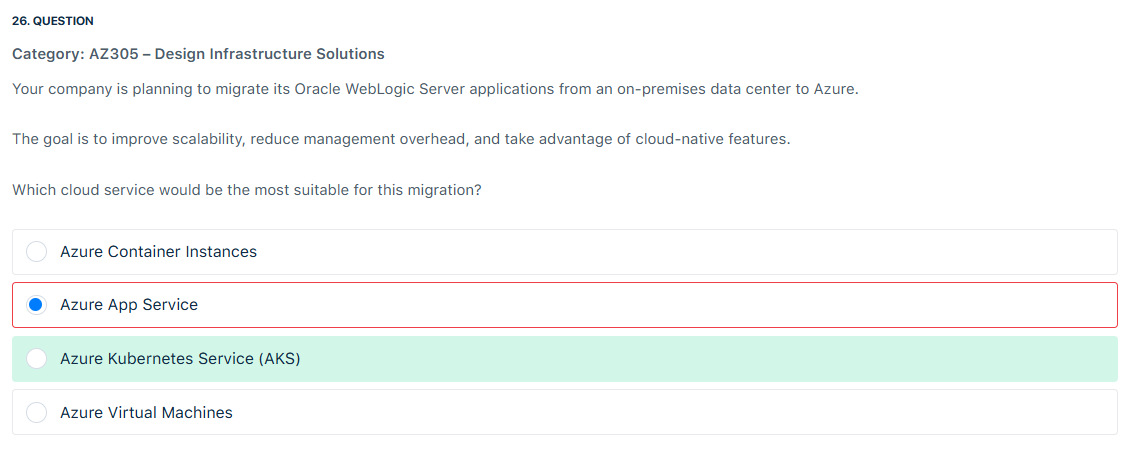 26. QUESTION
Category: AZ305 – Design Infrastructure Solutions
Your company is planning to migrate its Oracle WebLogic Server applications from an on-premises data center to Azure.
The goal is to improve scalability, reduce management overhead, and take advantage of cloud-native features.
Which cloud service would be the most suitable for this migration?
Azure Container Instances
Azure App Service
Azure Kubernetes Service (AKS)
Azure Virtual Machines